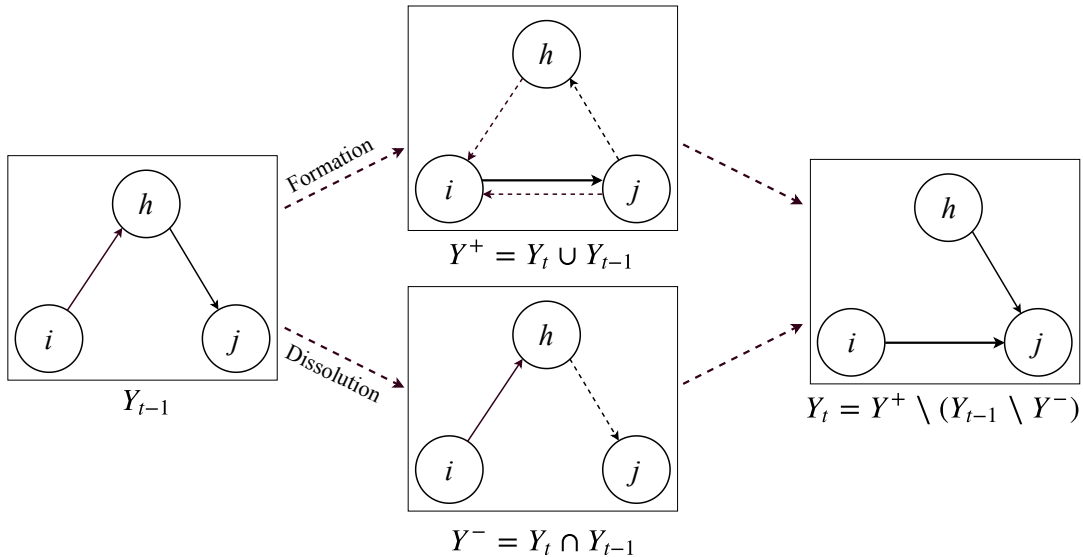 h
i
j
Y_{t−1}
Formation
Dissolution
h
i
j
Y^+ = Y_t ∪ Y_{t−1}
h
i
j
Y^− = Y_t ∩ Y_{t−1}
h
i
j
Y_t = Y^+ \ (Y_{t−1} \ Y^−)